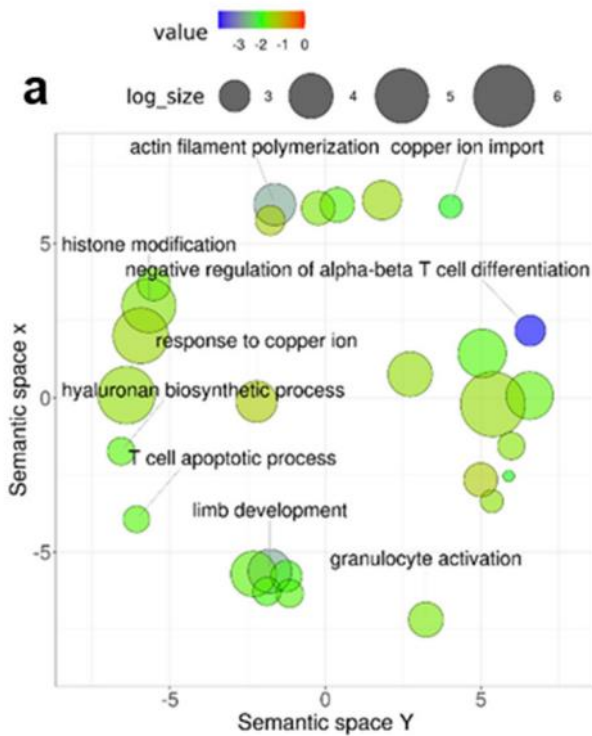 value
-3 -2 -1 0
a
log_size 3 4 5 6
actin filament polymerization copper ion import
histone modification
negative regulation of alpha-beta T cell differentiation
response to copper ion
hyaluronan biosynthetic process
T cell apoptotic process
limb development
granulocyte activation
5
0
-5
Semantic space x
-5 0 5
Semantic space Y